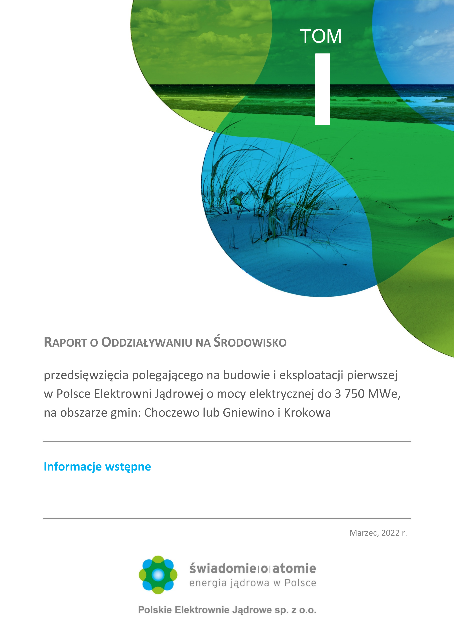 TOM
I
RAPORT O ODDZIAŁYWANIU NA ŚRODOWISKO
przedsięwzięcia polegającego na budowie i eksploatacji pierwszej
w Polsce Elektrowni Jądrowej o mocy elektrycznej do 3 750 MWe,
na obszarze gmin: Choczewo lub Gniewino i Krokowa
Informacje wstępne
Marzec, 2022 r.
świadomie|o|atomie
energia jądrowa w Polsce
Polskie Elektrownie Jądrowe sp. z o.o.